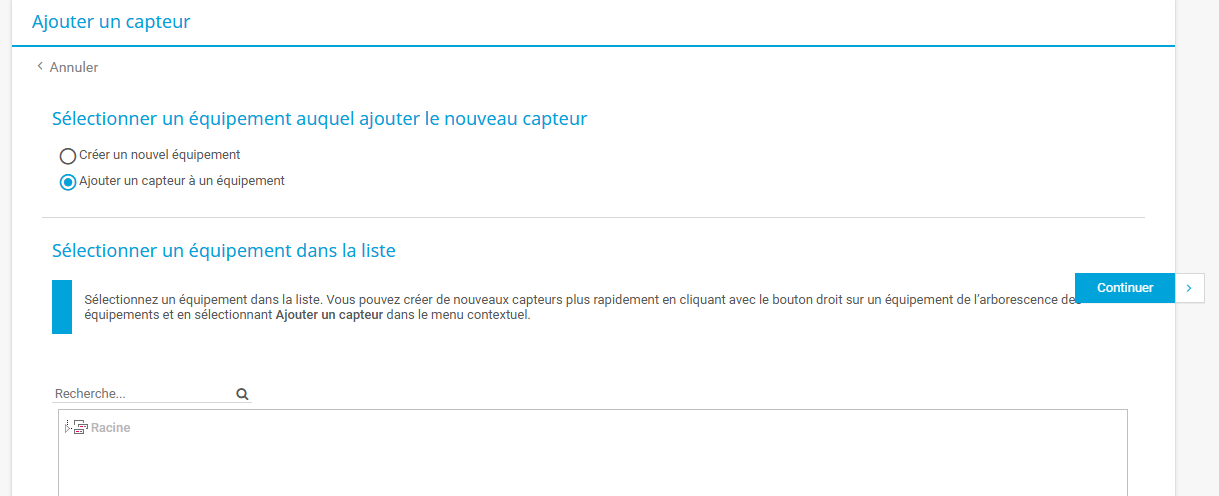 Ajouter un capteur
Annuler
Sélectionner un équipement auquel ajouter le nouveau capteur
Créer un nouvel équipement
Ajouter un capteur à un équipement
Sélectionner un équipement dans la liste
Sélectionnez un équipement dans la liste. Vous pouvez créer de nouveaux capteurs plus rapidement en cliquant avec le bouton droit sur un équipement de l'arborescence des
équipements et en sélectionnant Ajouter un capteur dans le menu contextuel.
Continuer
Recherche...
Racine